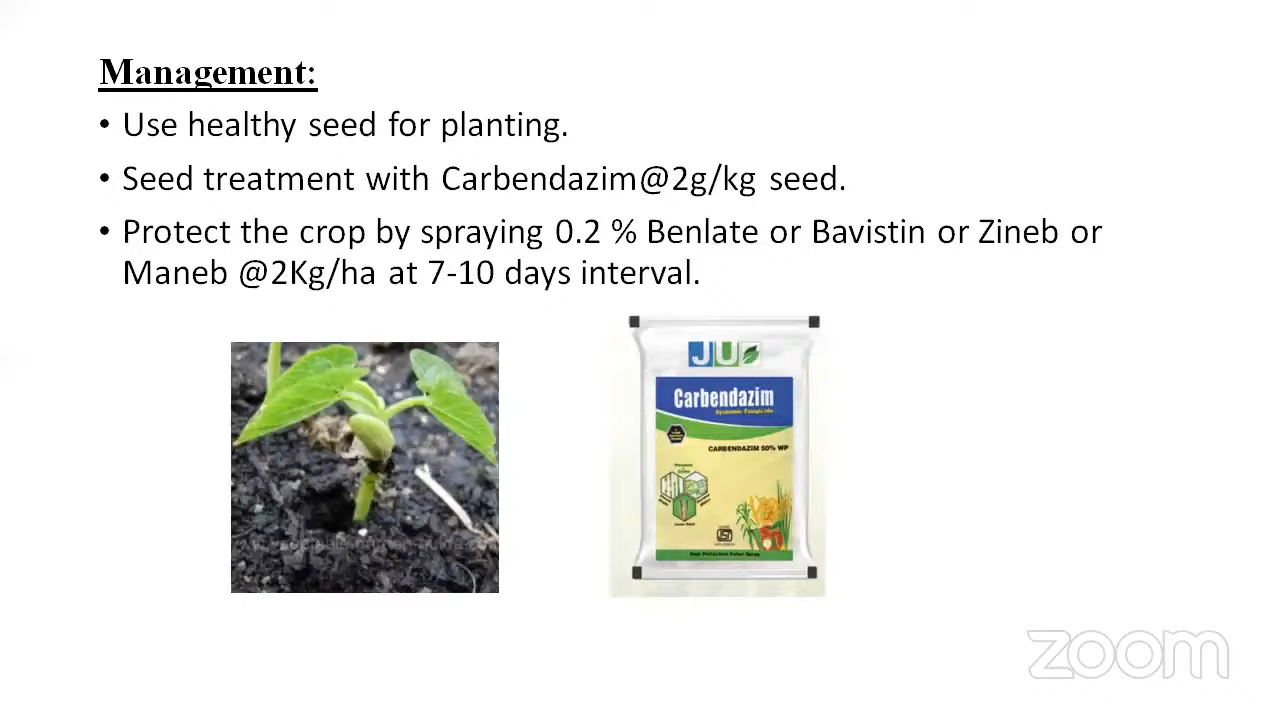 Management:
• Use healthy seed for planting.
• Seed treatment with Carbendazim@2g/kg seed.
• Protect the crop by spraying 0.2 % Benlate or Bavistin or Zineb or
Maneb @2Kg/ha at 7-10 days interval.
JU
Carbendazim
Systemic Fungicide
CARBENDAZIM 50% WP
zoom